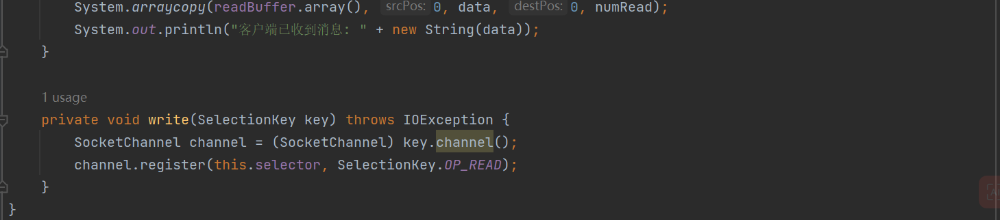 System.arraycopy(readBuffer.array(), srcPos: 0, data, destPos: 0, numRead);
System.out.println("客户端已收到消息: " + new String(data));
}
1 usage
private void write(SelectionKey key) throws IOException {
SocketChannel channel = (SocketChannel) key.channel();
channel.register(this.selector, SelectionKey.OP_READ);
}
}